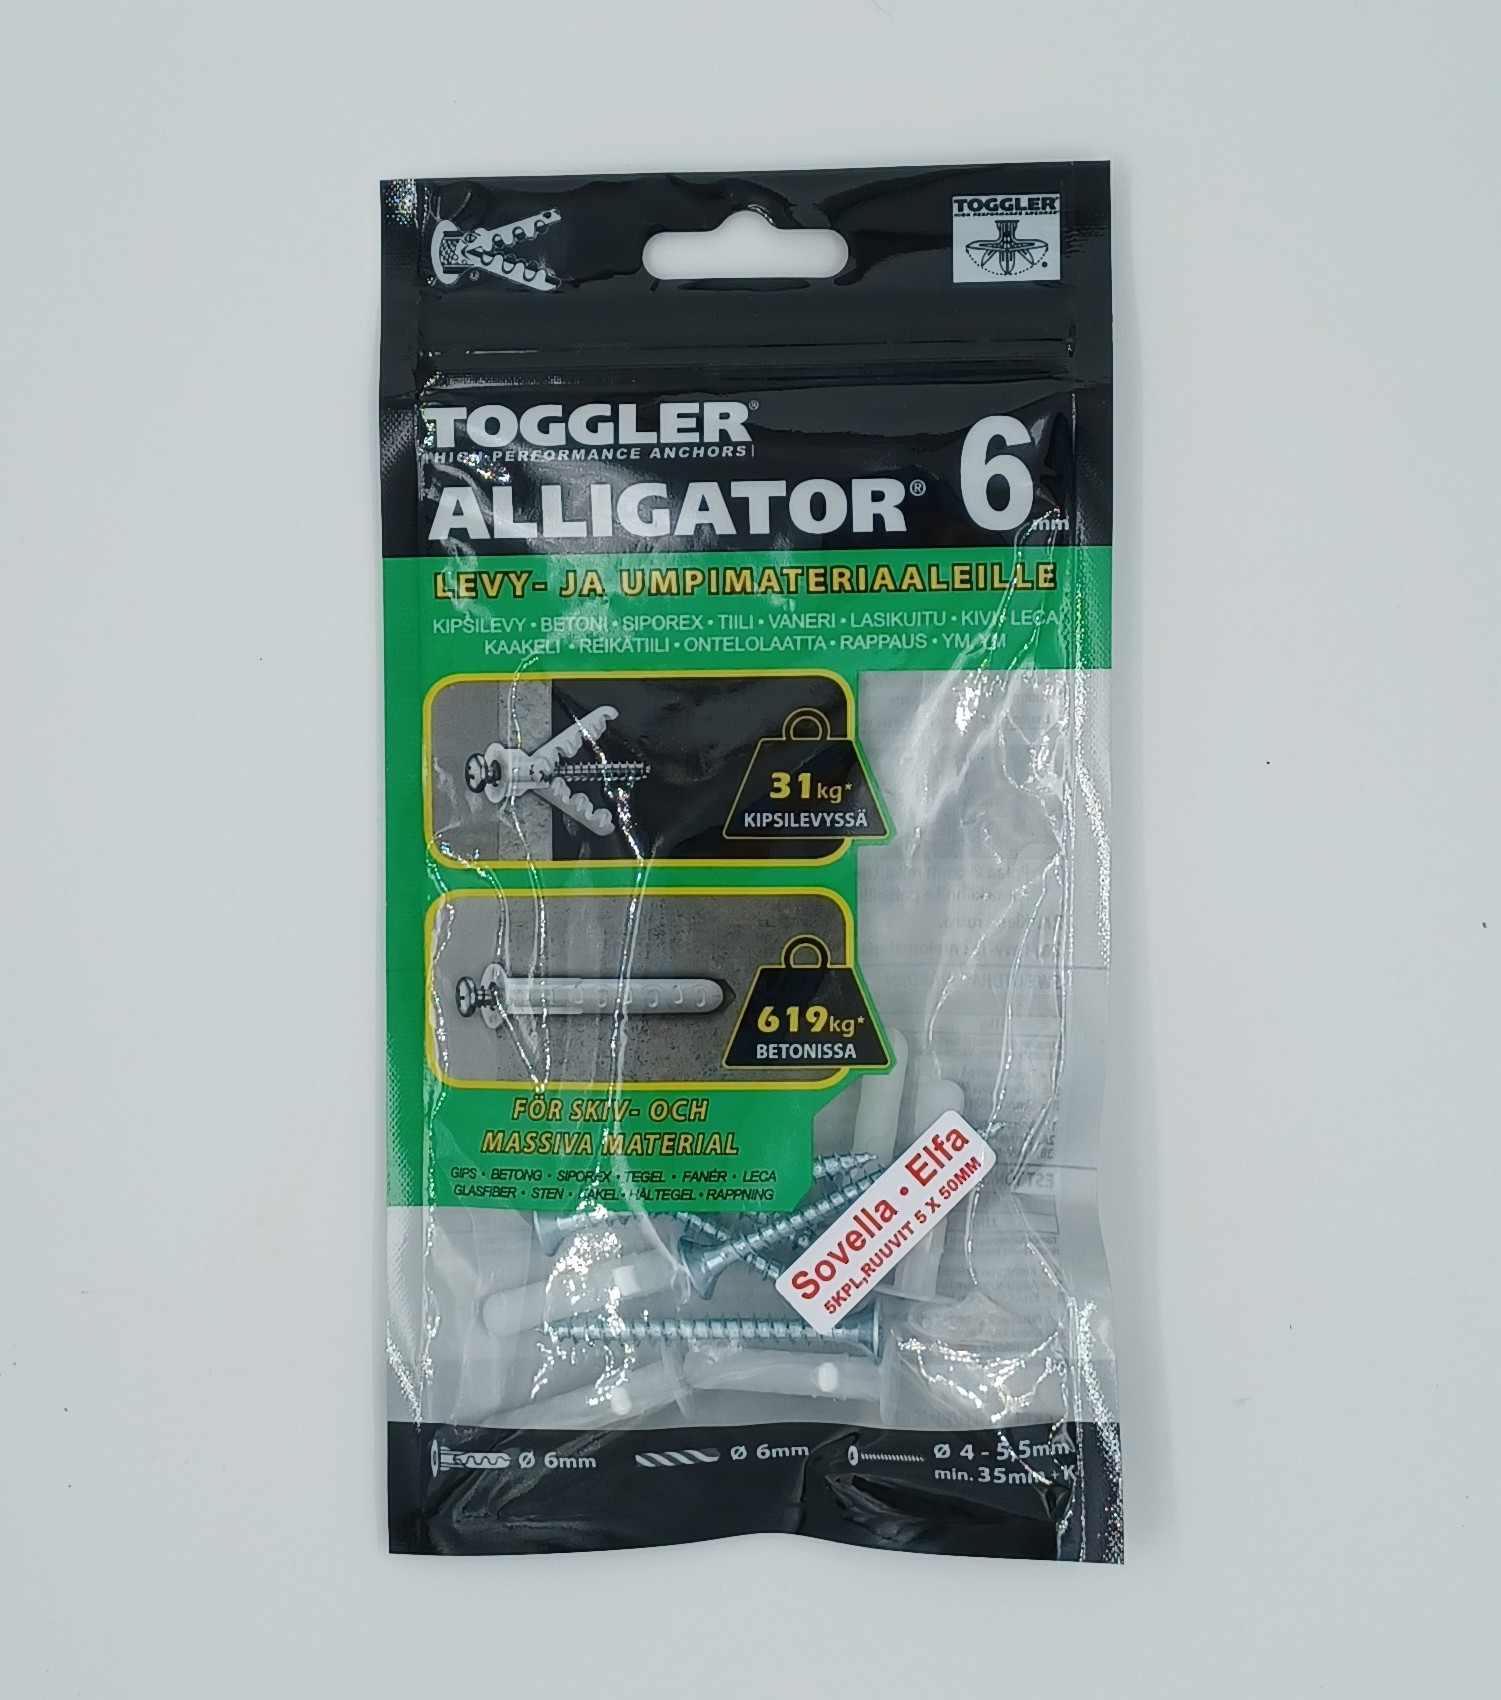 TOGGLER
HIGH PERFORMANCE ANCHORS
TOGGLER®
HIGH PERFORMANCE ANCHORS
ALLIGATOR® 6mm
LEVY- JA UMPIMATERIAALEILLE
KIPSILEVY • BETONI • SIPOREX • TIILI • VANERI • LASIKUITU • KIVI • LECA
KAAKELI • REIKÄTIILI • ONTELOLAATTA • RAPPAUS • YM, YM
31kg*
KIPSILEVYSSÄ
619kg*
BETONISSA
FÖR SKIV- OCH
MASSIVA MATERIAL
GIPS • BETONG • SIPOREX • TEGEL • FANÉR • LECA
GLASFIBER • STEN • KAKEL • HÅLTEGEL • RAPPNING
Sovella • Elfa
5KPL,RUUVIT 5 X 50MM
Ø 6mm
Ø 6mm
Ø 4 - 5,5mm
min. 35mm +K